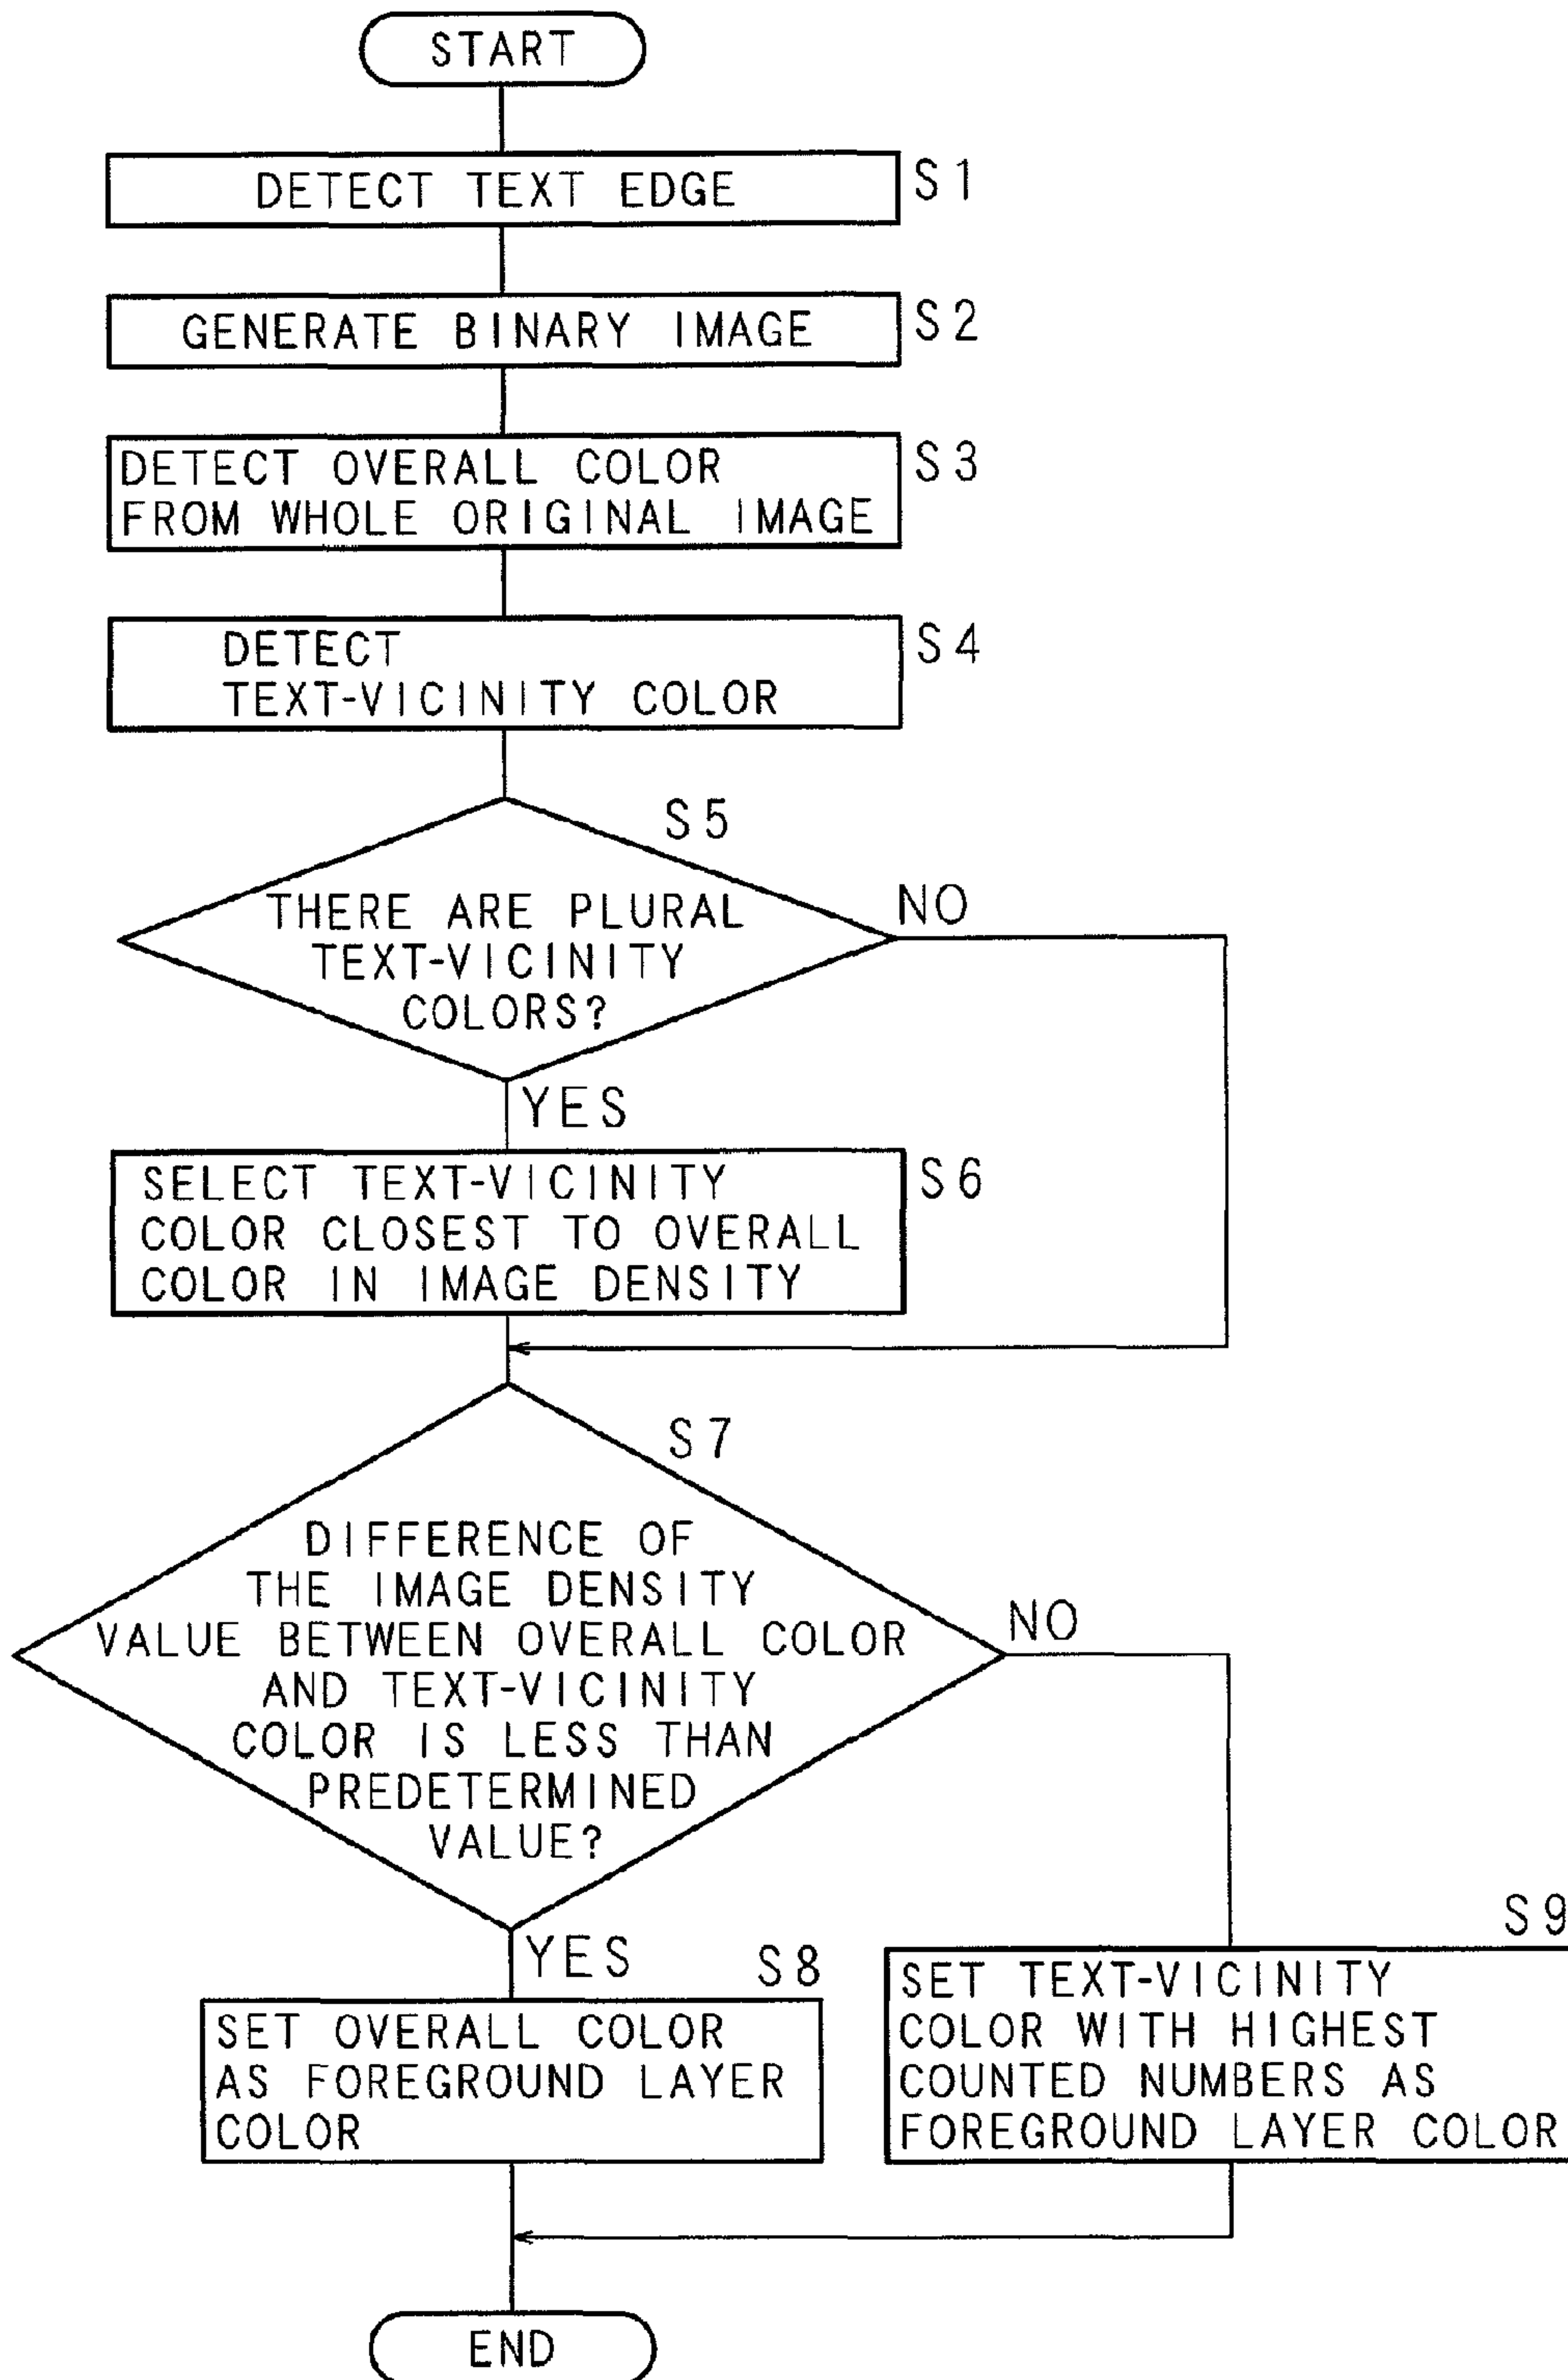 START
DETECT TEXT EDGE
S1
GENERATE BINARY IMAGE
S2
DETECT OVERALL COLOR
FROM WHOLE ORIGINAL IMAGE
S3
DETECT
TEXT-VICINITY COLOR
S4
S5
THERE ARE PLURAL
TEXT-VICINITY
COLORS?
NO
YES
SELECT TEXT-VICINITY
COLOR CLOSEST TO OVERALL
COLOR IN IMAGE DENSITY
S6
S7
DIFFERENCE OF
THE IMAGE DENSITY
VALUE BETWEEN OVERALL COLOR
AND TEXT-VICINITY
COLOR IS LESS THAN
PREDETERMINED
VALUE?
NO
YES
S8
SET OVERALL COLOR
AS FOREGROUND LAYER
COLOR
S9
SET TEXT-VICINITY
COLOR WITH HIGHEST
COUNTED NUMBERS AS
FOREGROUND LAYER COLOR
END